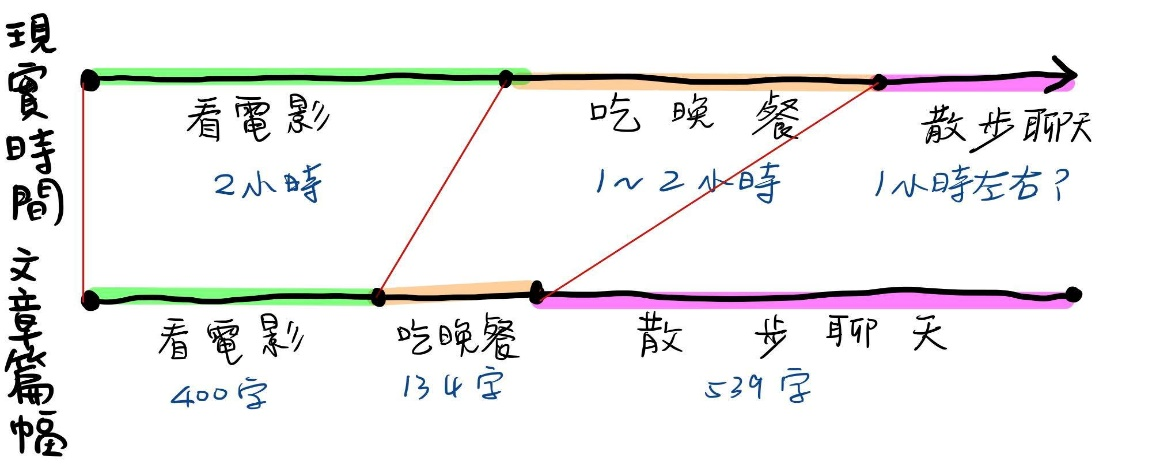 現實時間
看電影 吃晚餐 散步聊天
2小時 1~2小時 1小時左右?
文章篇幅
看電影 吃晚餐 散步聊天
400字 134字 539字